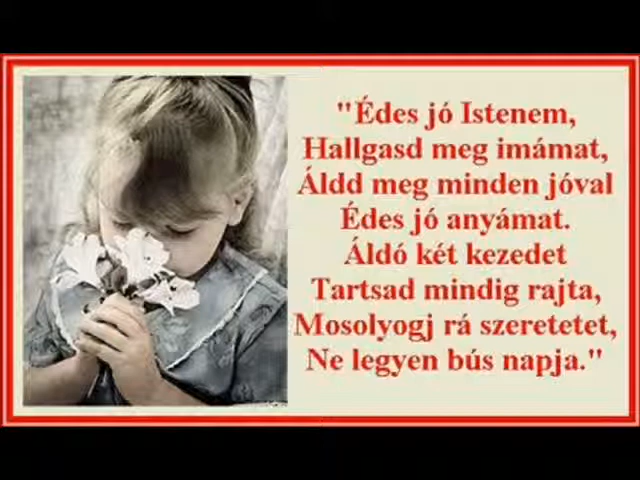 "Édes jó Istenem,
Hallgasd meg imámat,
Áldd meg minden jóval
Édes jó anyámat.
Áldó két kezedet
Tartsad mindig rajta,
Mosolyogj rá szeretetet,
Ne legyen bús napja."